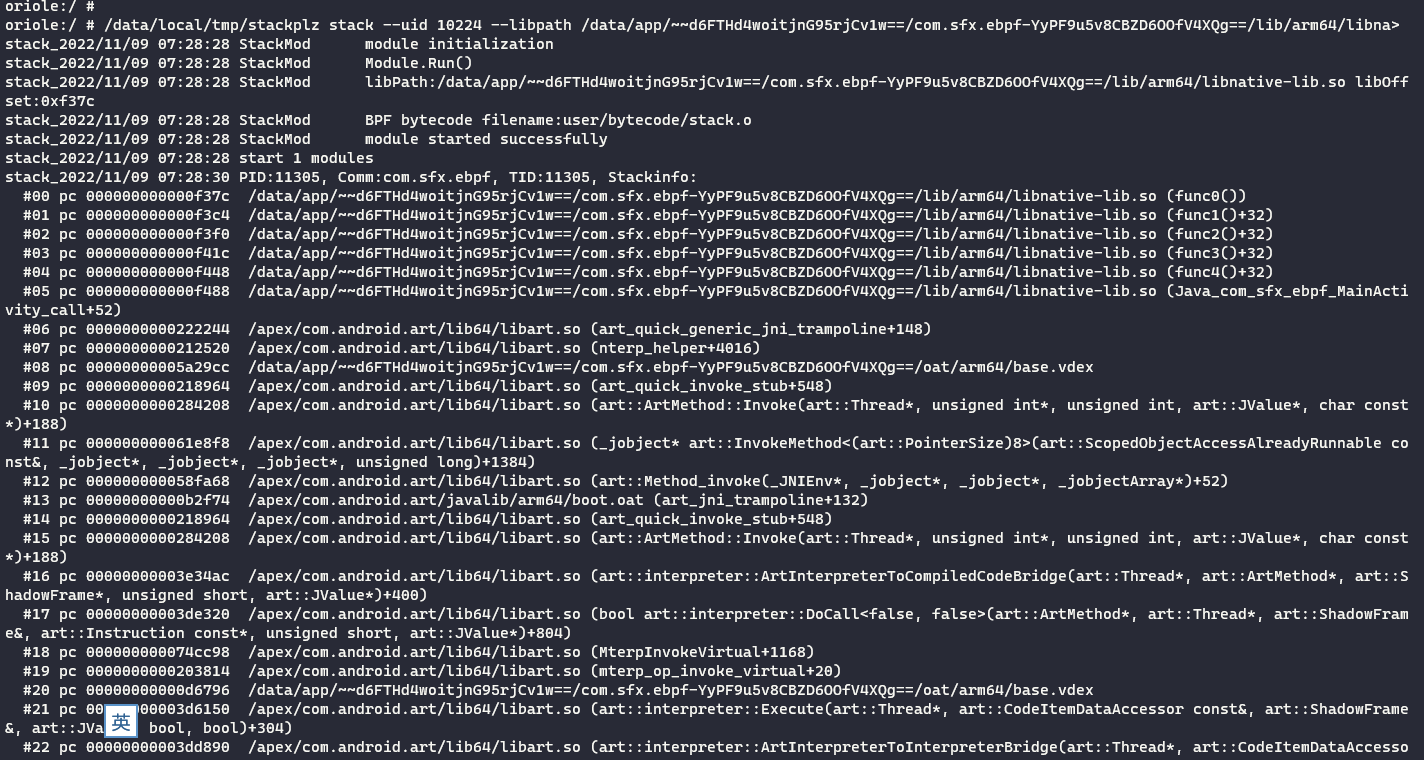 oriole:/ #
oriole:/ # /data/local/tmp/stackplz stack --uid 10224 --libpath /data/app/~~d6FTHd4woitjnG95rjCv1w==/com.sfx.ebpf-YyPF9u5v8CBZD6OOfV4XQg==/lib/arm64/libna>
stack_2022/11/09 07:28:28 StackMod      module initialization
stack_2022/11/09 07:28:28 StackMod      Module.Run()
stack_2022/11/09 07:28:28 StackMod      libPath:/data/app/~~d6FTHd4woitjnG95rjCv1w==/com.sfx.ebpf-YyPF9u5v8CBZD6OOfV4XQg==/lib/arm64/libnative-lib.so libOff
set:0xf37c
stack_2022/11/09 07:28:28 StackMod      BPF bytecode filename:user/bytecode/stack.o
stack_2022/11/09 07:28:28 StackMod      module started successfully
stack_2022/11/09 07:28:28 start 1 modules
stack_2022/11/09 07:28:30 PID:11305, Comm:com.sfx.ebpf, TID:11305, Stackinfo:
  #00 pc 000000000000f37c  /data/app/~~d6FTHd4woitjnG95rjCv1w==/com.sfx.ebpf-YyPF9u5v8CBZD6OOfV4XQg==/lib/arm64/libnative-lib.so (func0())
  #01 pc 000000000000f3c4  /data/app/~~d6FTHd4woitjnG95rjCv1w==/com.sfx.ebpf-YyPF9u5v8CBZD6OOfV4XQg==/lib/arm64/libnative-lib.so (func1()+32)
  #02 pc 000000000000f3f0  /data/app/~~d6FTHd4woitjnG95rjCv1w==/com.sfx.ebpf-YyPF9u5v8CBZD6OOfV4XQg==/lib/arm64/libnative-lib.so (func2()+32)
  #03 pc 000000000000f41c  /data/app/~~d6FTHd4woitjnG95rjCv1w==/com.sfx.ebpf-YyPF9u5v8CBZD6OOfV4XQg==/lib/arm64/libnative-lib.so (func3()+32)
  #04 pc 000000000000f448  /data/app/~~d6FTHd4woitjnG95rjCv1w==/com.sfx.ebpf-YyPF9u5v8CBZD6OOfV4XQg==/lib/arm64/libnative-lib.so (func4()+32)
  #05 pc 000000000000f488  /data/app/~~d6FTHd4woitjnG95rjCv1w==/com.sfx.ebpf-YyPF9u5v8CBZD6OOfV4XQg==/lib/arm64/libnative-lib.so (Java_com_sfx_ebpf_MainActi
vity_call+52)
  #06 pc 0000000000222244  /apex/com.android.art/lib64/libart.so (art_quick_generic_jni_trampoline+148)
  #07 pc 0000000000212520  /apex/com.android.art/lib64/libart.so (nterp_helper+4016)
  #08 pc 00000000005a29cc  /data/app/~~d6FTHd4woitjnG95rjCv1w==/com.sfx.ebpf-YyPF9u5v8CBZD6OOfV4XQg==/oat/arm64/base.vdex
  #09 pc 0000000000218964  /apex/com.android.art/lib64/libart.so (art_quick_invoke_stub+548)
  #10 pc 0000000000284208  /apex/com.android.art/lib64/libart.so (art::ArtMethod::Invoke(art::Thread*, unsigned int*, unsigned int, art::JValue*, char const
*)+188)
  #11 pc 000000000061e8f8  /apex/com.android.art/lib64/libart.so (_jobject* art::InvokeMethod<(art::PointerSize)8>(art::ScopedObjectAccessAlreadyRunnable co
nst&, _jobject*, _jobject*, _jobject*, unsigned long)+1384)
  #12 pc 000000000058fa68  /apex/com.android.art/lib64/libart.so (art::Method_invoke(_JNIEnv*, _jobject*, _jobject*, _jobjectArray*)+52)
  #13 pc 00000000000b2f74  /apex/com.android.art/javalib/arm64/boot.oat (art_jni_trampoline+132)
  #14 pc 0000000000218964  /apex/com.android.art/lib64/libart.so (art_quick_invoke_stub+548)
  #15 pc 0000000000284208  /apex/com.android.art/lib64/libart.so (art::ArtMethod::Invoke(art::Thread*, unsigned int*, unsigned int, art::JValue*, char const
*)+188)
  #16 pc 00000000003e34ac  /apex/com.android.art/lib64/libart.so (art::interpreter::ArtInterpreterToCompiledCodeBridge(art::Thread*, art::ArtMethod*, art::S
hadowFrame*, unsigned short, art::JValue*)+400)
  #17 pc 00000000003de320  /apex/com.android.art/lib64/libart.so (bool art::interpreter::DoCall<false, false>(art::ArtMethod*, art::Thread*, art::ShadowFram
e&, art::Instruction const*, unsigned short, art::JValue*)+804)
  #18 pc 000000000074cc98  /apex/com.android.art/lib64/libart.so (MterpInvokeVirtual+1168)
  #19 pc 0000000000203814  /apex/com.android.art/lib64/libart.so (mterp_op_invoke_virtual+20)
  #20 pc 00000000000d6796  /data/app/~~d6FTHd4woitjnG95rjCv1w==/com.sfx.ebpf-YyPF9u5v8CBZD6OOfV4XQg==/oat/arm64/base.vdex
  #21 pc 00 英 00003d6150  /apex/com.android.art/lib64/libart.so (art::interpreter::Execute(art::Thread*, art::CodeItemDataAccessor const&, art::ShadowFrame
&, art::JVa bool, bool)+304)
  #22 pc 00000000003dd890  /apex/com.android.art/lib64/libart.so (art::interpreter::ArtInterpreterToInterpreterBridge(art::Thread*, art::CodeItemDataAccesso